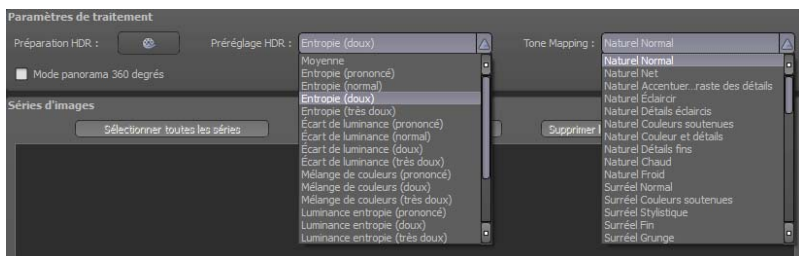 Paramètres de traitement
Préparation HDR : Préréglage HDR : Entropie (doux) Tone Mapping : Naturel Normal
Mode panorama 360 degrés
Séries d'images
Sélectionner toutes les séries
Supprimer l
Moyenne
Entropie (prononcé)
Entropie (normal)
Entropie (doux)
Entropie (très doux)
Écart de luminance (prononcé)
Écart de luminance (normal)
Écart de luminance (doux)
Écart de luminance (très doux)
Mélange de couleurs (prononcé)
Mélange de couleurs (doux)
Mélange de couleurs (très doux)
Luminance entropie (prononcé)
Luminance entropie (doux)
Luminance entropie (très doux)
Naturel Normal
Naturel Net
Naturel Accentuer...raste des détails
Naturel Éclaircir
Naturel Détails éclaircis
Naturel Couleurs soutenues
Naturel Couleur et détails
Naturel Détails fins
Naturel Chaud
Naturel Froid
Surréel Normal
Surréel Couleurs soutenues
Surréel Stylistique
Surréel Fin
Surréel Grunge